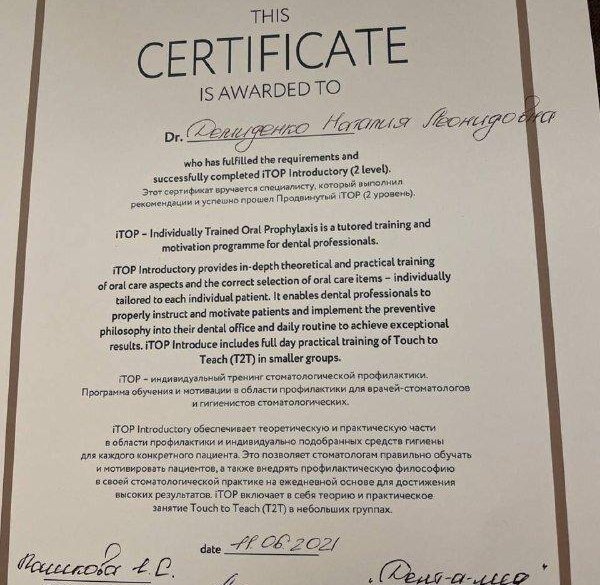 THIS
CERTIFICATE
IS AWARDED TO
Dr. Демиденко Наталия Леонидовна
who has fulfilled the requirements and
successfully completed iTOP Introductory (2 level).
Этот сертификат вручается специалисту, который выполнил
рекомендации и успешно прошел Продвинутый iTOP (2 уровень).
iTOP – Individually Trained Oral Prophylaxis is a tutored training and
motivation programme for dental professionals.
iTOP Introductory provides in-depth theoretical and practical training
of oral care aspects and the correct selection of oral care items – individually
tailored to each individual patient. It enables dental professionals to
properly instruct and motivate patients and implement the preventive
philosophy into their dental office and daily routine to achieve exceptional
results. iTOP Introduce includes full day practical training of Touch to
Teach (T2T) in smaller groups.
iTOP – индивидуальный тренинг стоматологической профилактики.
Программа обучения и мотивации в области профилактики для врачей-стоматологов
и гигиенистов стоматологических.
iTOP Introductory обеспечивает теоретическую и практическую части
в области профилактики и индивидуально подобранных средств гигиены
для каждого конкретного пациента. Это позволяет стоматологам правильно обучать
и мотивировать пациентов, а также внедрять профилактическую философию
в своей стоматологической практике на ежедневной основе для достижения
высоких результатов. iTOP включает в себя теорию и практическое
занятие Touch to Teach (T2T) в небольших группах.
date 11.06.2021
Пашкова „Дент-а-мед"